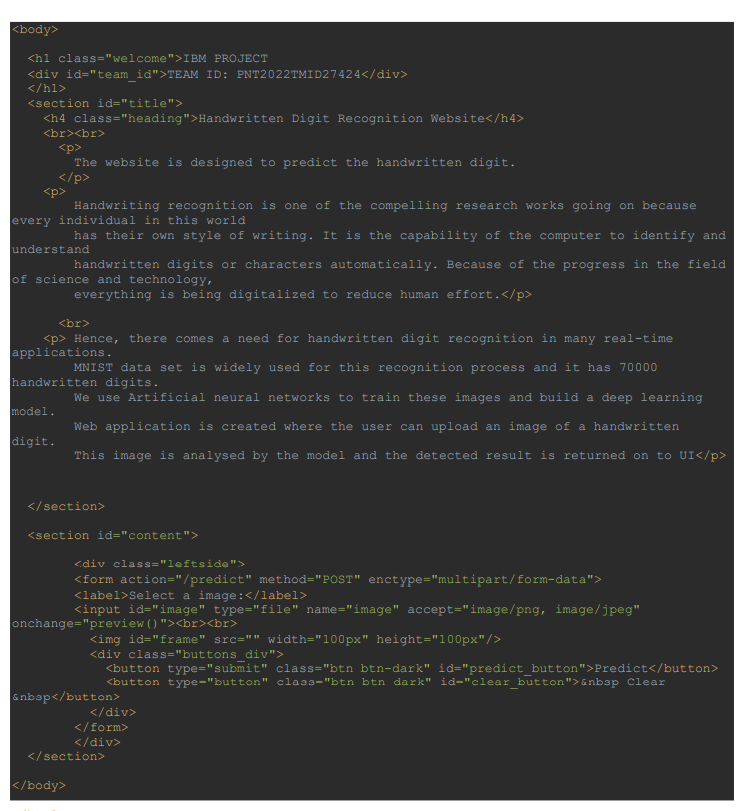 <body>
<h1 class="welcome">IBM PROJECT
<div id="team_id">TEAM ID: PNT2022TMID27424</div>
</h1>
<section id="title">
<h4 class="heading">Handwritten Digit Recognition Website</h4>
<br><br>
<p>
The website is designed to predict the handwritten digit.
</p>
<p>
Handwriting recognition is one of the compelling research works going on because
every individual in this world
has their own style of writing. It is the capability of the computer to identify and
understand
handwritten digits or characters automatically. Because of the progress in the field
of science and technology,
everything is being digitalized to reduce human effort.</p>
<br>
<p> Hence, there comes a need for handwritten digit recognition in many real-time
applications.
MNIST data set is widely used for this recognition process and it has 70000
handwritten digits.
We use Artificial neural networks to train these images and build a deep learning
model.
Web application is created where the user can upload an image of a handwritten
digit.
This image is analysed by the model and the detected result is returned on to UI</p>
</section>
<section id="content">
<div class="leftside">
<form action="/predict" method="POST" enctype="multipart/form-data">
<label>Select a image:</label>
<input id="image" type="file" name="image" accept="image/png, image/jpeg"
onchange="preview()"><br><br>
<img id="frame" src="" width="100px" height="100px"/>
<div class="buttons_div">
<button type="submit" class="btn btn-dark" id="predict_button">Predict</button>
<button type="button" class="btn btn dark" id="clear_button">&nbsp Clear
&nbsp</button>
</div>
</form>
</div>
</section>
</body>